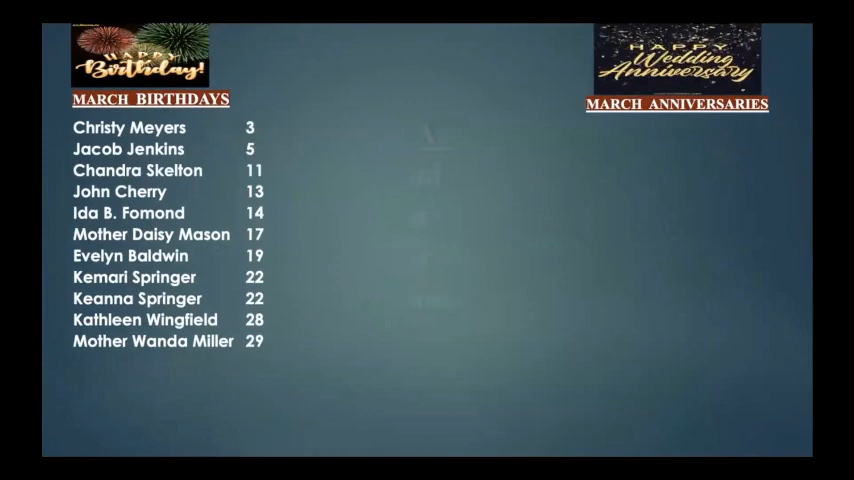 HAPPY
Birthday!
MARCH BIRTHDAYS
Christy Meyers 3
Jacob Jenkins 5
Chandra Skelton 11
John Cherry 13
Ida B. Fomond 14
Mother Daisy Mason 17
Evelyn Baldwin 19
Kemari Springer 22
Keanna Springer 22
Kathleen Wingfield 28
Mother Wanda Miller 29
HAPPY
Wedding
Anniversary
MARCH ANNIVERSARIES